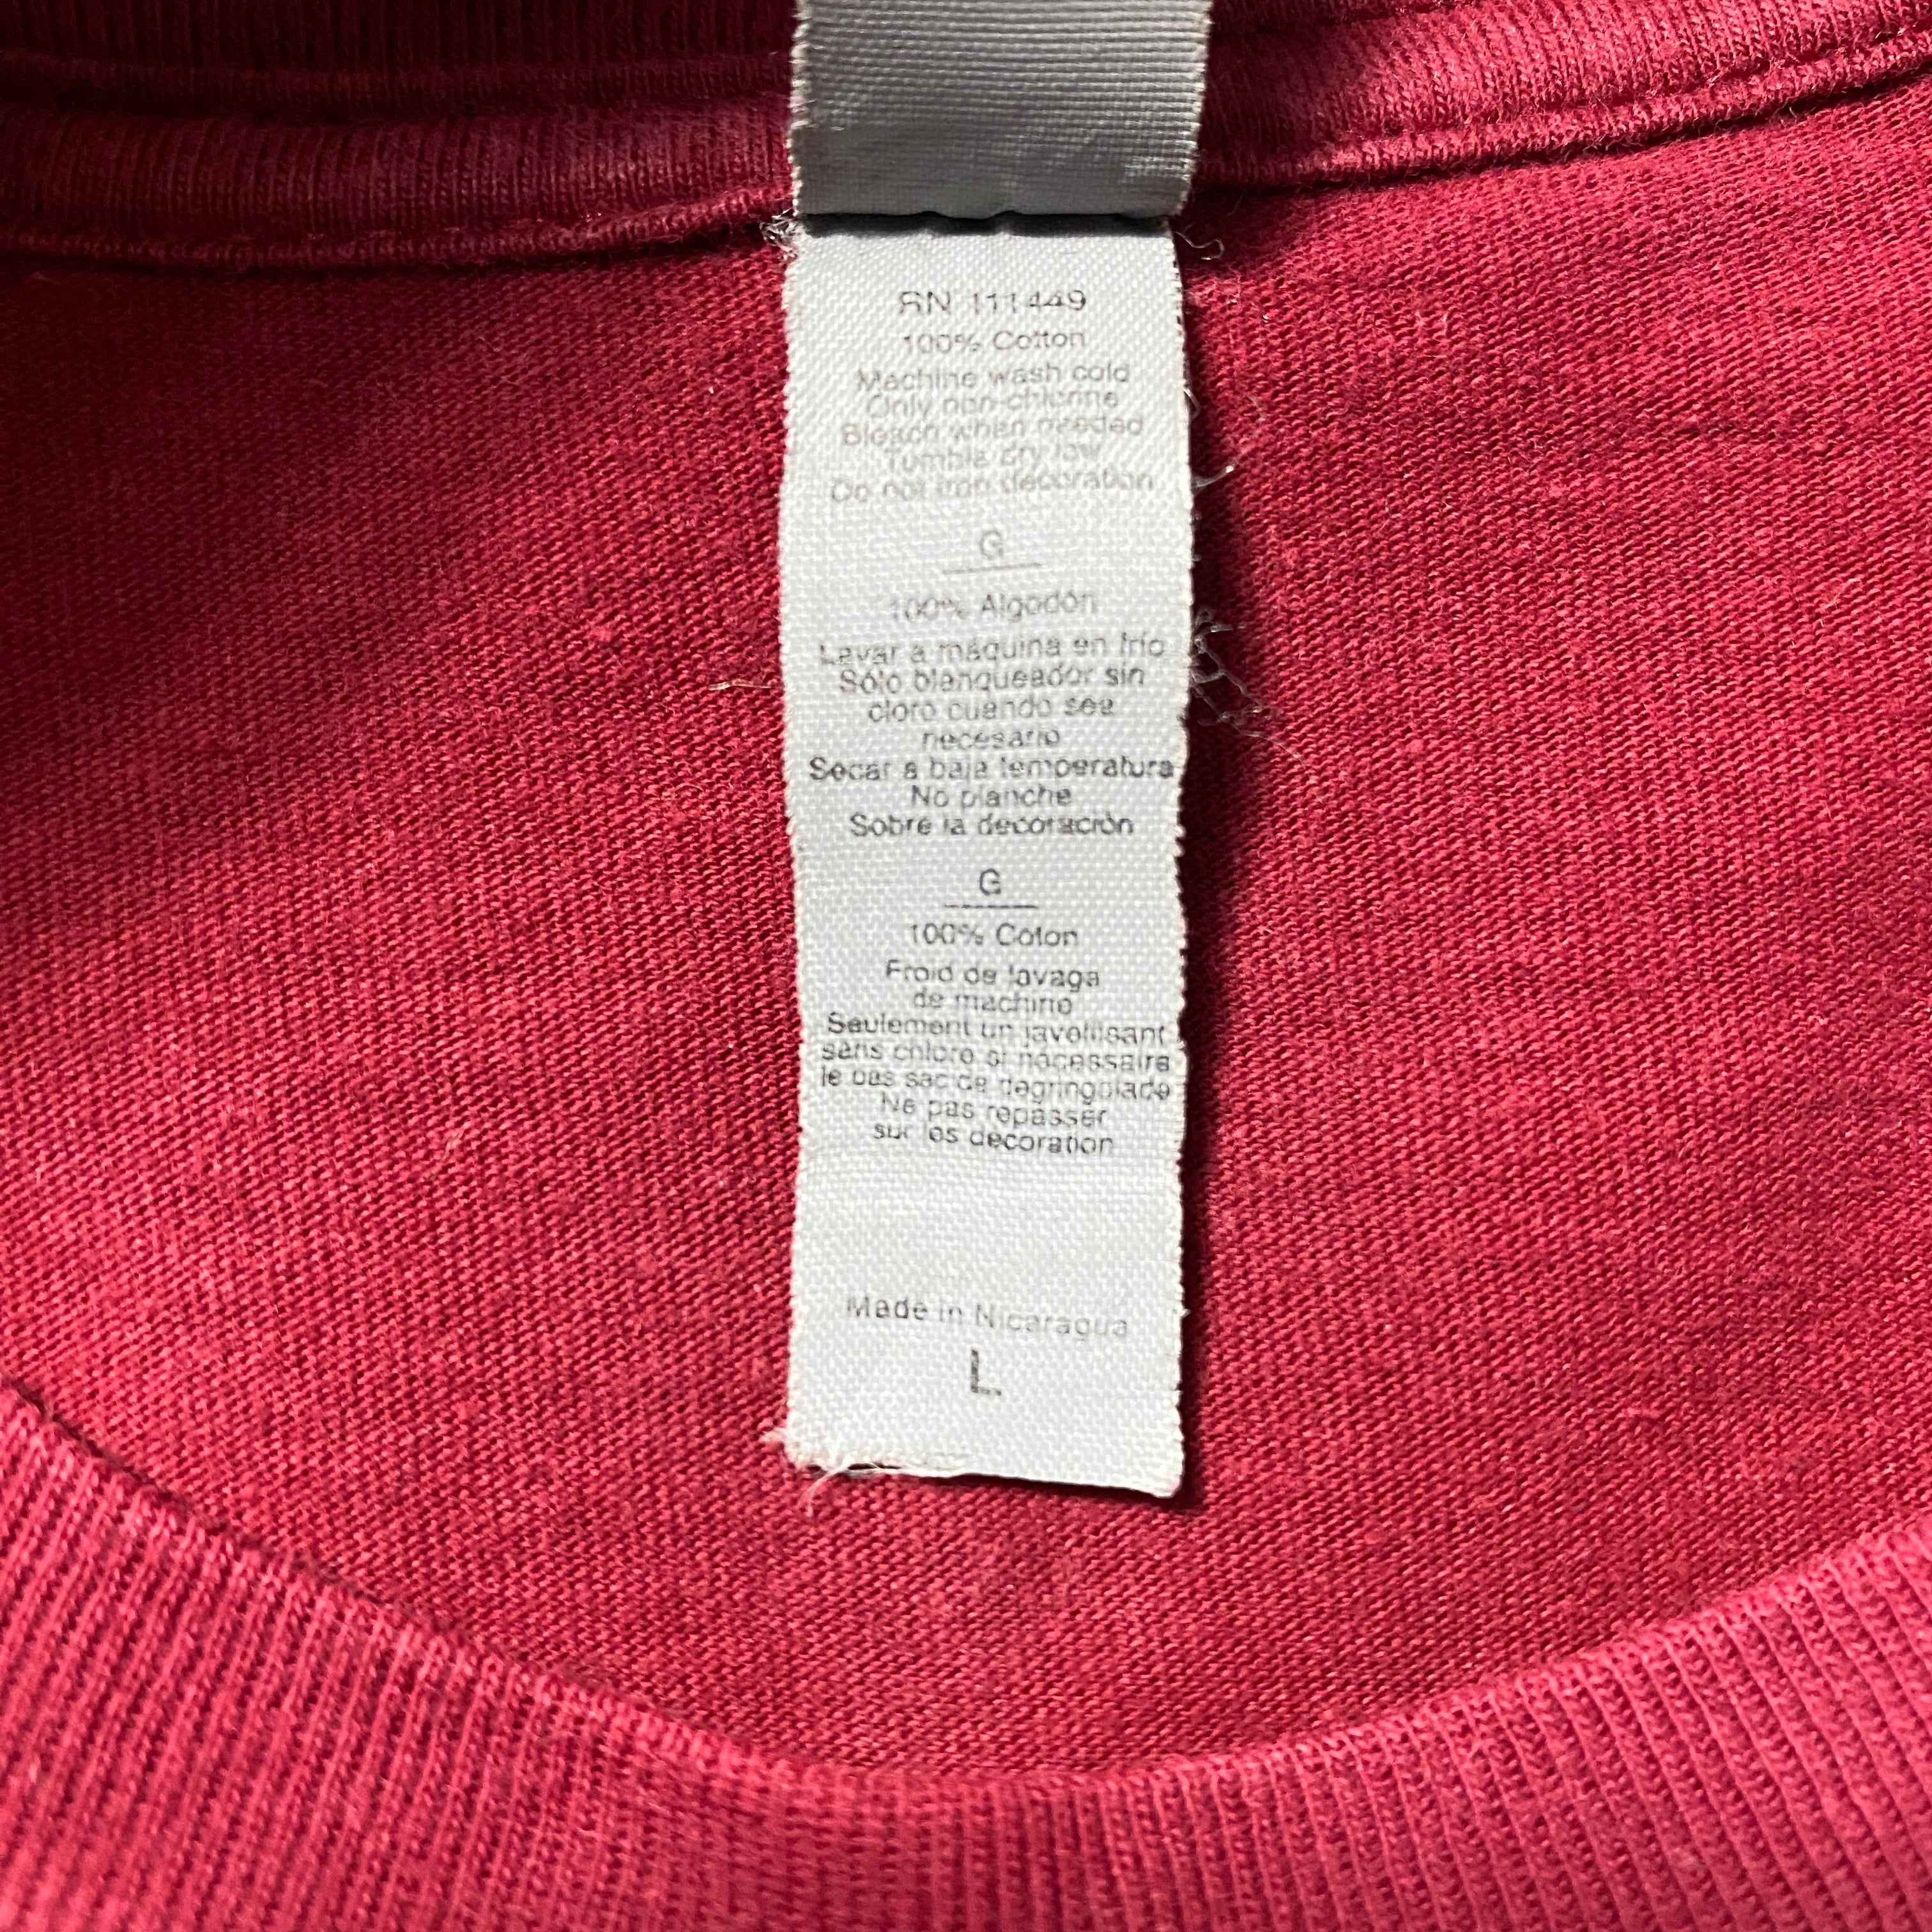 RN 111449
100% Cotton
Machine wash cold
Only non-chlorine
Bleach when needed
Tumble dry low
Do not iron decoration
G
100% Algodón
Lavar a máquina en frío
Sólo blanqueador sin
cloro cuando sea
necesario
Secar a baja temperatura
No planche
Sobre la decoración
G
100% Coton
Froid de lavaga
de machine
Seulement un javellisant
sans chlore si nécessaire
le bas sac de degringolade
Ne pas repasser
sur les decoration
Made in Nicaragua
L